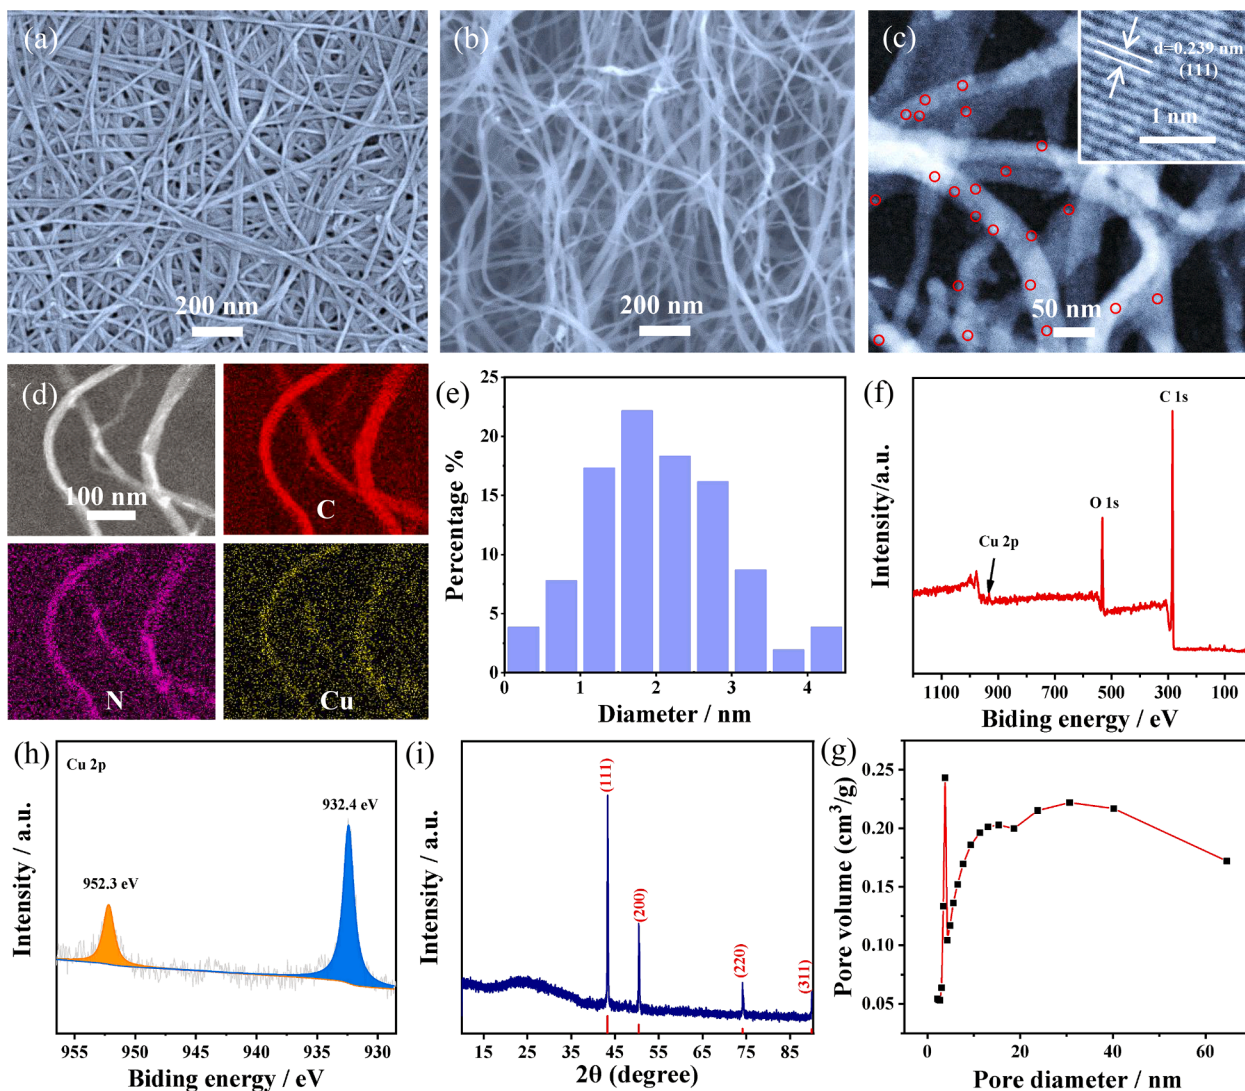 (a)
200 nm
(b)
200 nm
(c)
d=0.239 nm
(111)
1 nm
50 nm
(d)
100 nm
C
N
Cu
(e)
25
20
15
10
5
0
0 1 2 3 4
Percentage %
Diameter / nm
(f)
C 1s
O 1s
Cu 2p
Intensity/a.u.
1100 900 700 500 300 100
Biding energy / eV
(h)
Cu 2p
932.4 eV
952.3 eV
Intensity / a.u.
955 950 945 940 935 930
Biding energy / eV
(i)
(111)
(200)
(220)
(311)
Intensity / a.u.
15 25 35 45 55 65 75 85
2θ (degree)
(g)
0.25
0.20
0.15
0.10
0.05
0 20 40 60
Pore volume (cm³/g)
Pore diameter / nm